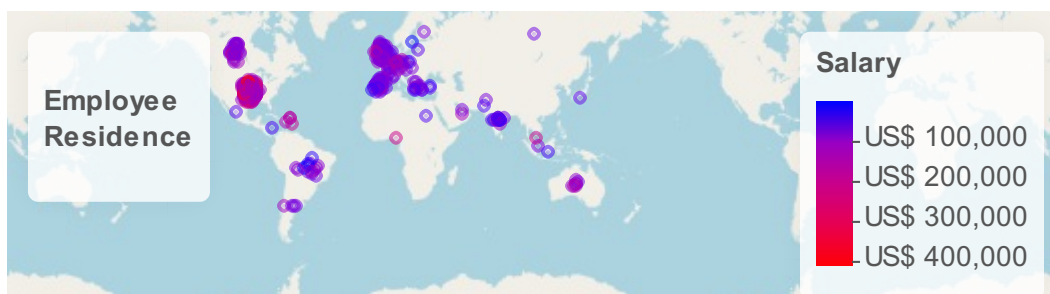 Employee
Residence
Salary
US$ 100,000
US$ 200,000
US$ 300,000
US$ 400,000